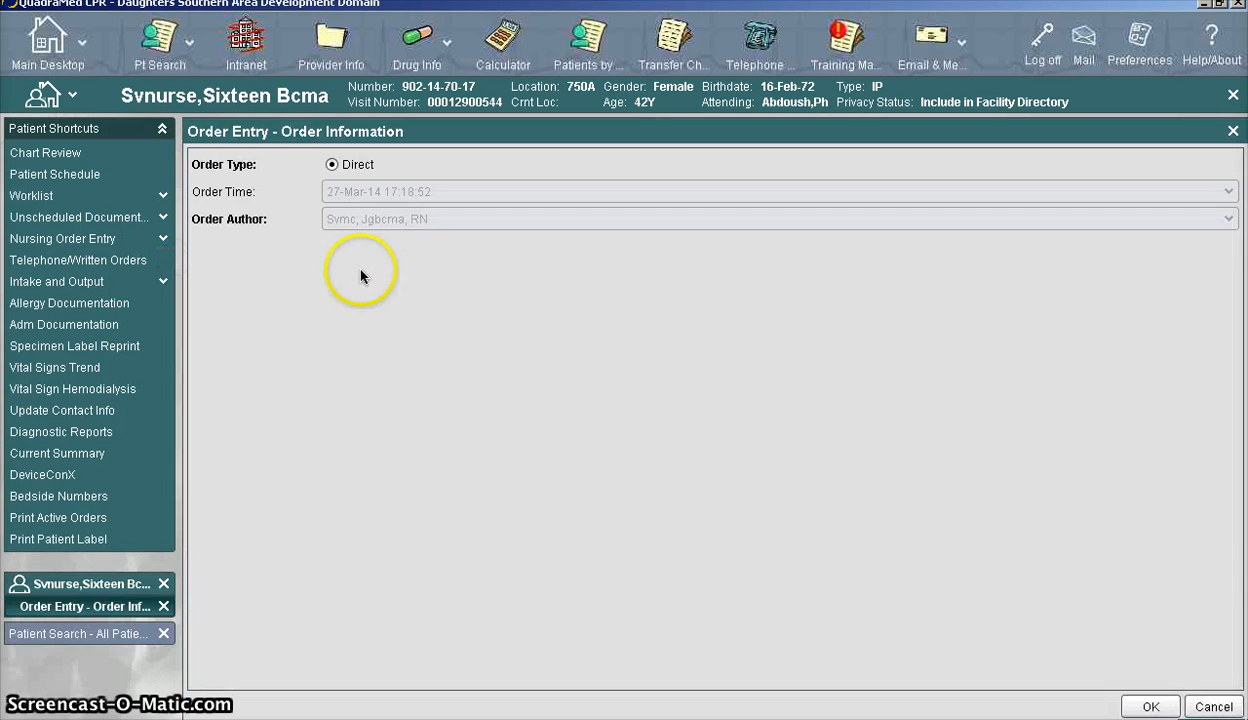 QuadraMed CPR - Daughters Southern Area Development Domain
Main Desktop Pt Search Intranet Provider Info Drug Info Calculator Patients by ... Transfer Ch... Telephone ... Training Ma... Email & Me... Log off Mail Preferences Help/About
Svnurse,Sixteen Bcma
Number: 902-14-70-17 Location: 750A Gender: Female Birthdate: 16-Feb-72 Type: IP
Visit Number: 00012900544 Crnt Loc: Age: 42Y Attending: Abdoush,Ph Privacy Status: Include in Facility Directory
Patient Shortcuts
Chart Review
Patient Schedule
Worklist
Unscheduled Document...
Nursing Order Entry
Telephone/Written Orders
Intake and Output
Allergy Documentation
Adm Documentation
Specimen Label Reprint
Vital Signs Trend
Vital Sign Hemodialysis
Update Contact Info
Diagnostic Reports
Current Summary
DeviceConX
Bedside Numbers
Print Active Orders
Print Patient Label
Svnurse,Sixteen Bc...
Order Entry - Order Inf...
Patient Search - All Patie...
Order Entry - Order Information
Order Type: Direct
Order Time: 27-Mar-14 17:18:52
Order Author: Svmc, Jgbcma, RN
OK Cancel
Screencast-O-Matic.com